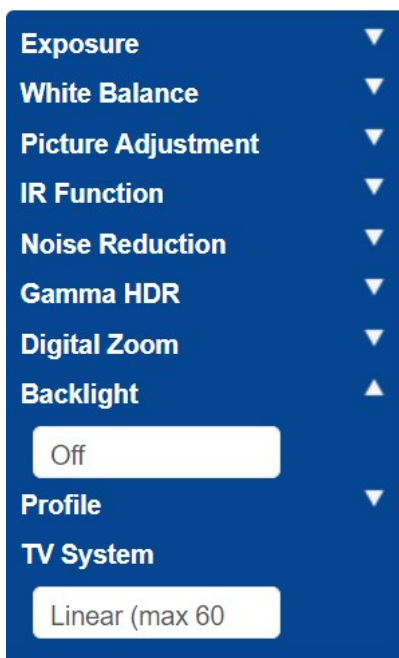 Exposure
White Balance
Picture Adjustment
IR Function
Noise Reduction
Gamma HDR
Digital Zoom
Backlight
Off
Profile
TV System
Linear (max 60